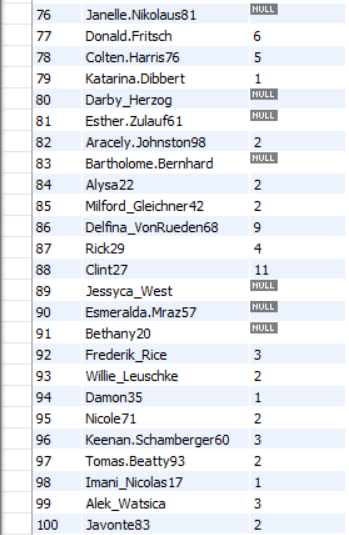 76 Janelle.Nikolaus81 NULL
77 Donald.Fritsch 6
78 Colten.Harris76 5
79 Katarina.Dibbert 1
80 Darby_Herzog NULL
81 Esther.Zulauf61 NULL
82 Aracely.Johnston98 2
83 Bartholome.Bernhard NULL
84 Alysa22 2
85 Milford_Gleichner42 2
86 Delfina_VonRueden68 9
87 Rick29 4
88 Clint27 11
89 Jessyca_West NULL
90 Esmeralda.Mraz57 NULL
91 Bethany20 NULL
92 Frederik_Rice 3
93 Willie_Leuschke 2
94 Damon35 1
95 Nicole71 2
96 Keenan.Schamberger60 3
97 Tomas.Beatty93 2
98 Imani_Nicolas17 1
99 Alek_Watsica 3
100 Javonte83 2